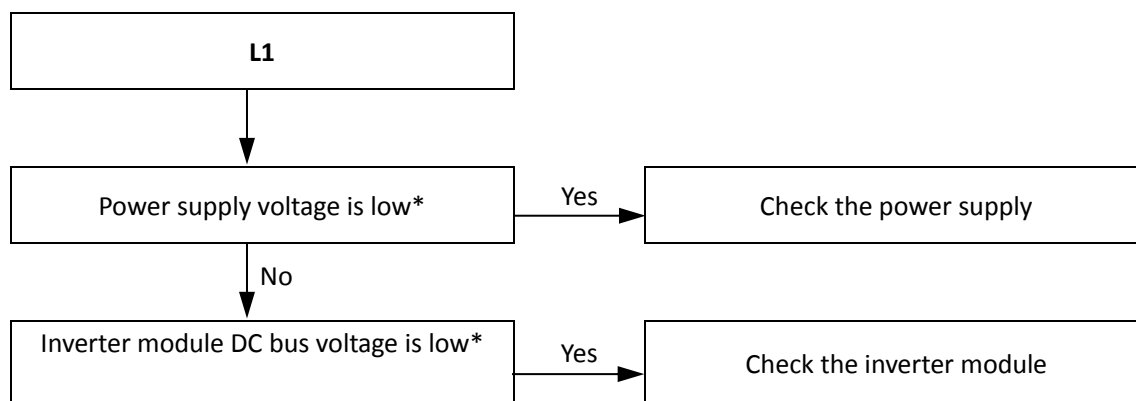 L1
Power supply voltage is low*
Yes
Check the power supply
No
Inverter module DC bus voltage is low*
Yes
Check the inverter module